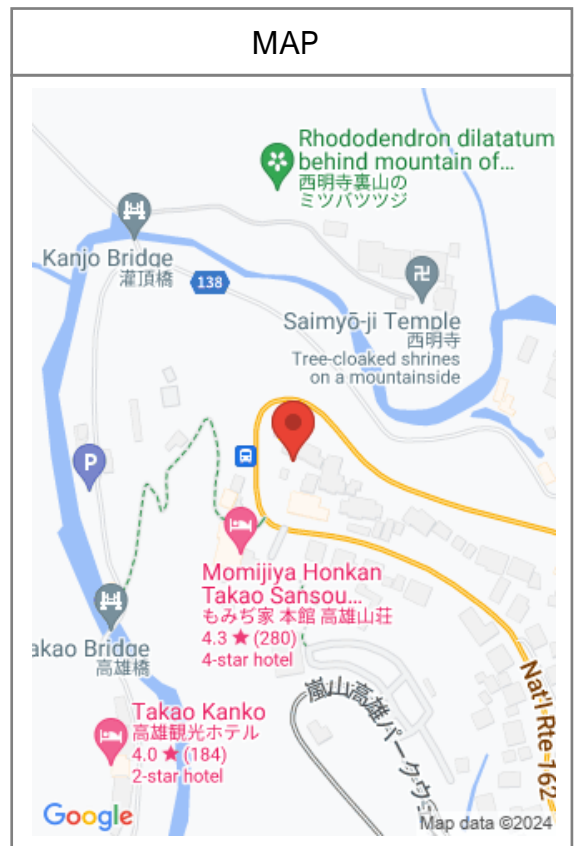 MAP
Rhododendron dilatatum
behind mountain of...
西明寺裏山の
ミツバツツジ
Kanjo Bridge
灌頂橋
138
Saimyō-ji Temple
西明寺
Tree-cloaked shrines
on a mountainside
P
Momijiya Honkan
Takao Sansou...
もみぢ家 本館 高雄山荘
4.3 ★ (280)
4-star hotel
akao Bridge
高雄橋
Takao Kanko
高雄観光ホテル
4.0 ★ (184)
2-star hotel
嵐山高雄パークウ
Nat'l Rte 162
Google
Map data ©2024